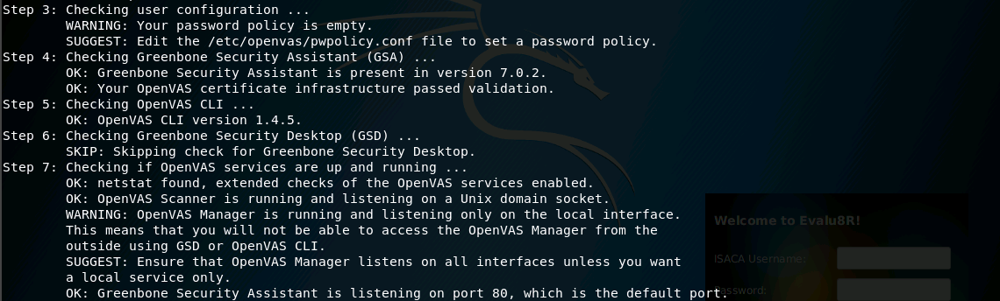 Step 3: Checking user configuration ...
WARNING: Your password policy is empty.
SUGGEST: Edit the /etc/openvas/pwpolicy.conf file to set a password policy.
Step 4: Checking Greenbone Security Assistant (GSA) ...
OK: Greenbone Security Assistant is present in version 7.0.2.
OK: Your OpenVAS certificate infrastructure passed validation.
Step 5: Checking OpenVAS CLI ...
OK: OpenVAS CLI version 1.4.5.
Step 6: Checking Greenbone Security Desktop (GSD) ...
SKIP: Skipping check for Greenbone Security Desktop.
Step 7: Checking if OpenVAS services are up and running ...
OK: netstat found, extended checks of the OpenVAS services enabled.
OK: OpenVAS Scanner is running and listening on a Unix domain socket.
WARNING: OpenVAS Manager is running and listening only on the local interface.
This means that you will not be able to access the OpenVAS Manager from the
outside using GSD or OpenVAS CLI.
SUGGEST: Ensure that OpenVAS Manager listens on all interfaces unless you want
a local service only.
OK: Greenbone Security Assistant is listening on port 80, which is the default port.
Welcome to Evalu8R!
ISACA Username:
Password: